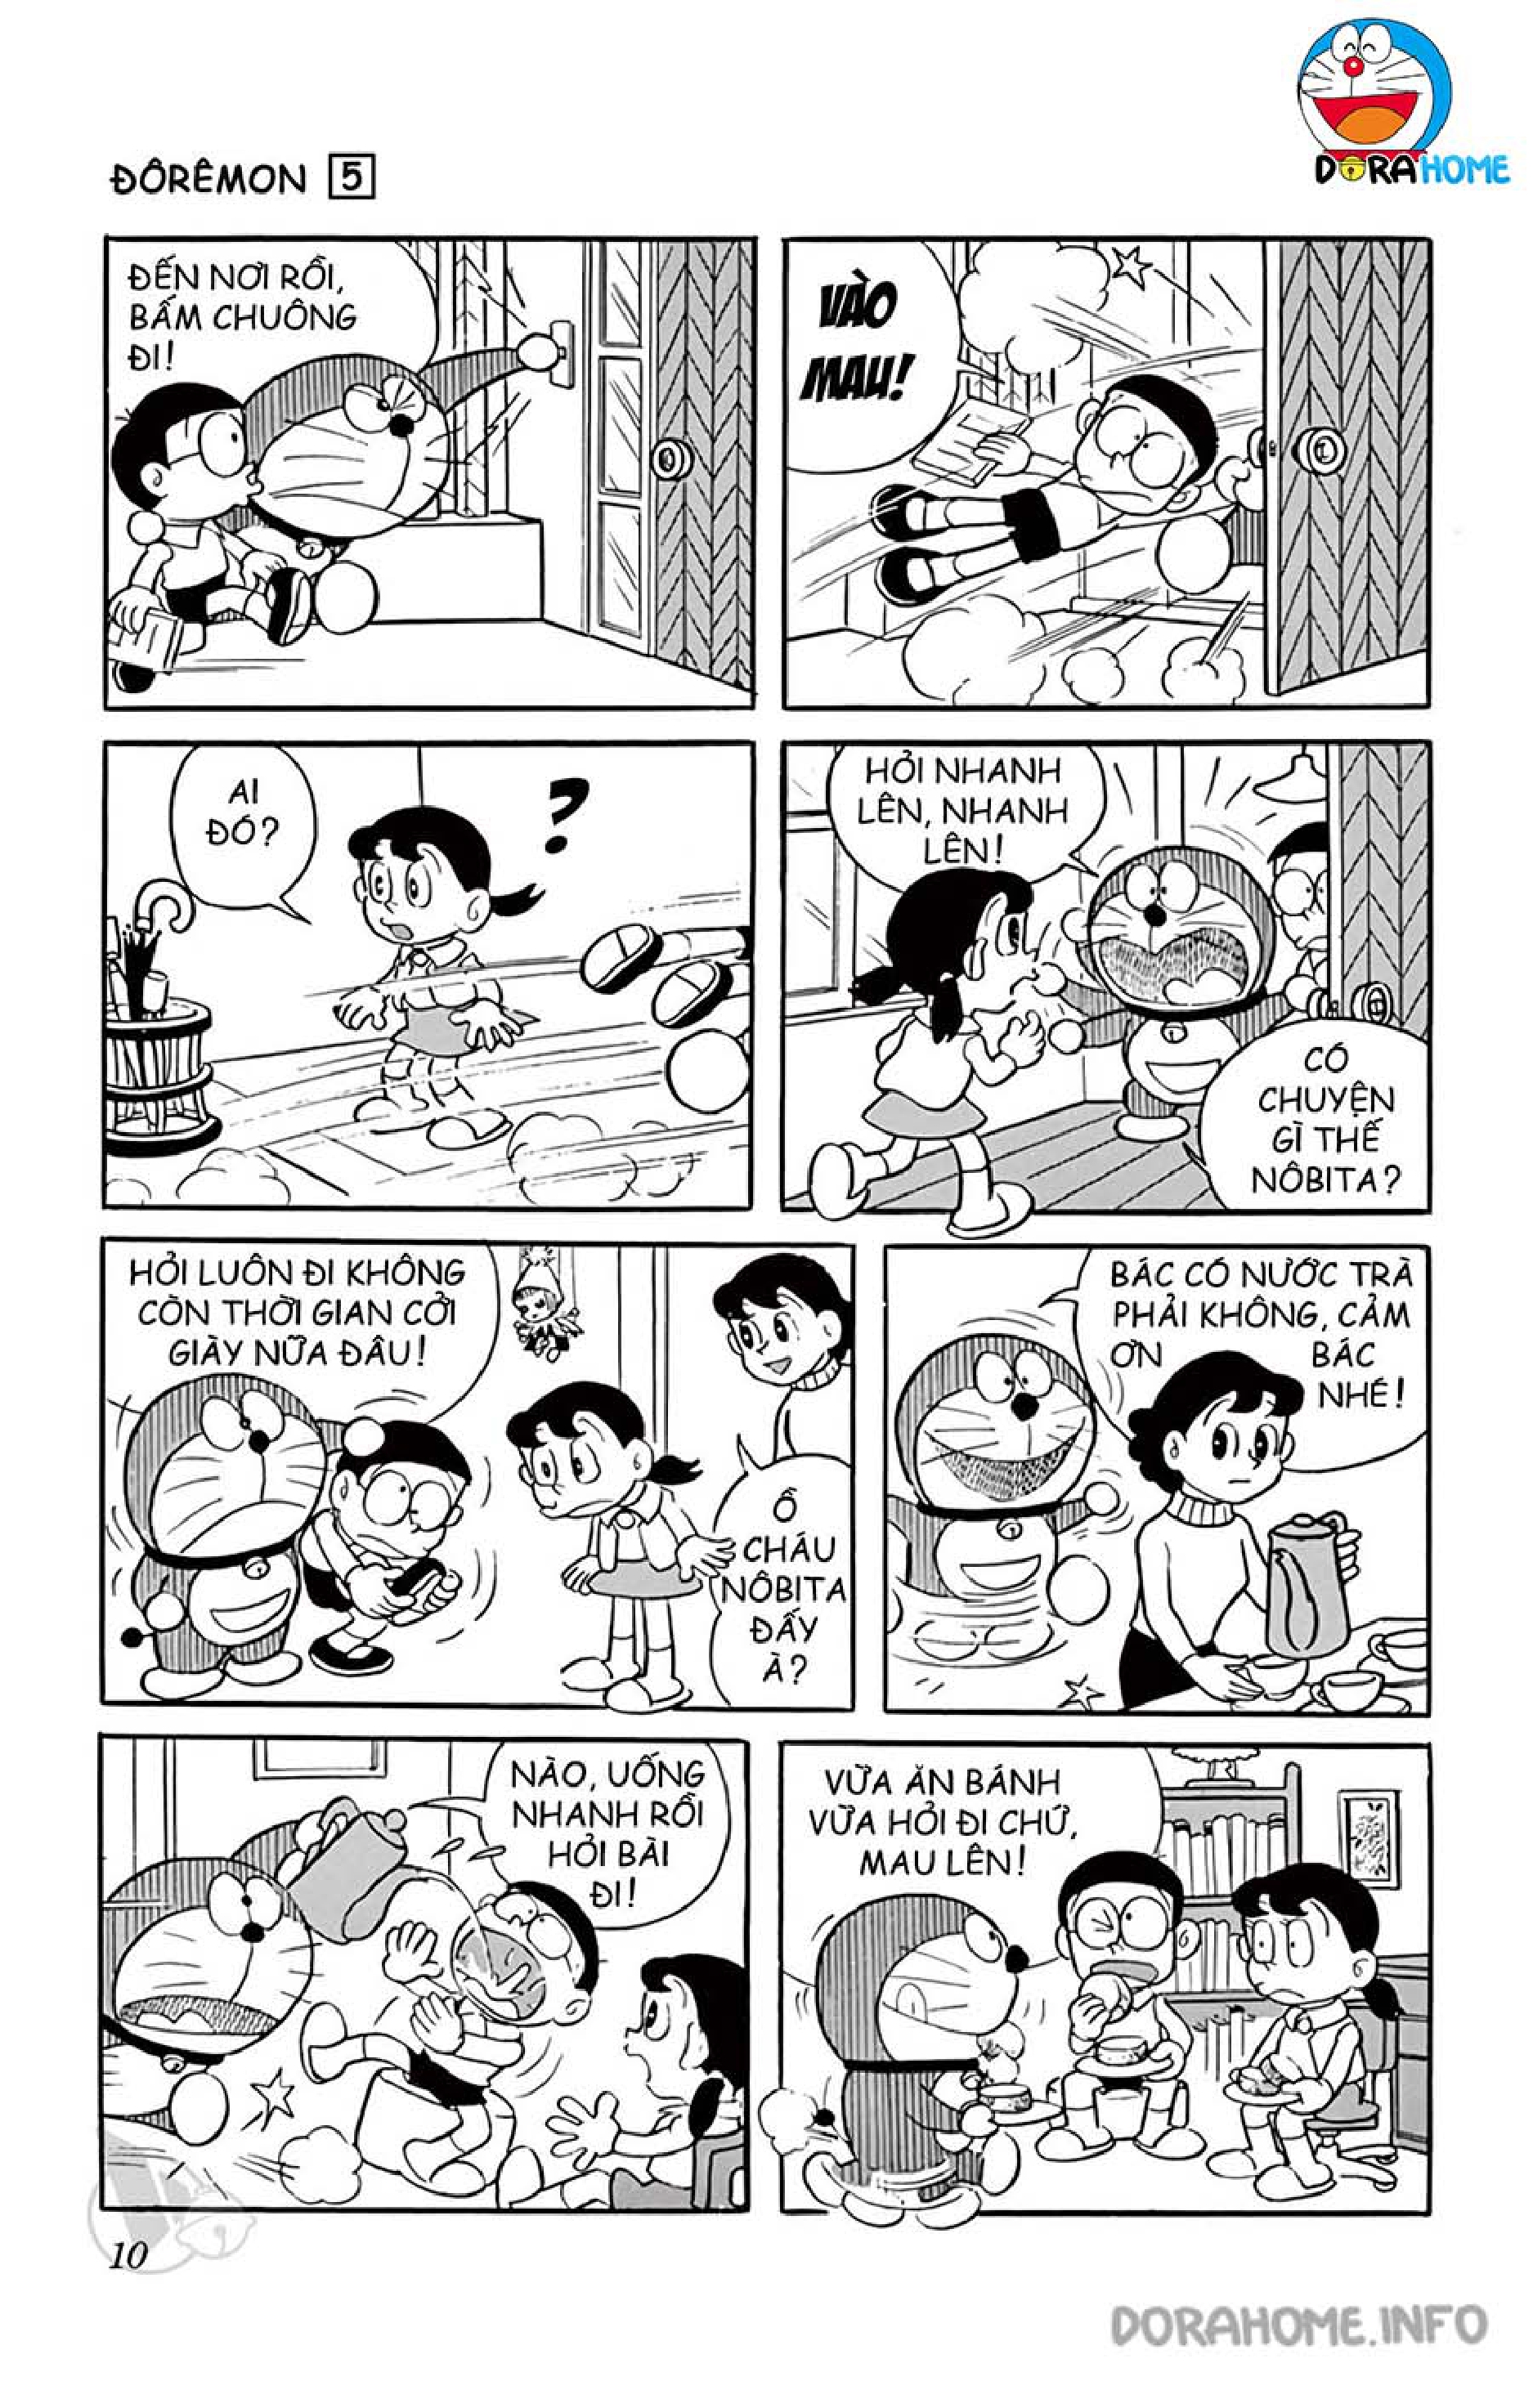 DORAHOME
ĐÔRÊMON 5
ĐẾN NƠI RỒI,
BẤM CHUÔNG
ĐI!
VÀO
MAU!
AI
ĐÓ?
?
HỎI NHANH
LÊN, NHANH
LÊN!
CÓ
CHUYỆN
GÌ THẾ
NÔBITA?
HỎI LUÔN ĐI KHÔNG
CÒN THỜI GIAN CỞI
GIÀY NỮA ĐÂU!
Ồ
CHÁU
NÔBITA
ĐẤY
À?
BÁC CÓ NƯỚC TRÀ
PHẢI KHÔNG, CẢM
ƠN BÁC
NHÉ!
NÀO, UỐNG
NHANH RỒI
HỎI BÀI
ĐI!
VỪA ĂN BÁNH
VỪA HỎI ĐI CHỨ,
MAU LÊN!
10
DORAHOME.INFO